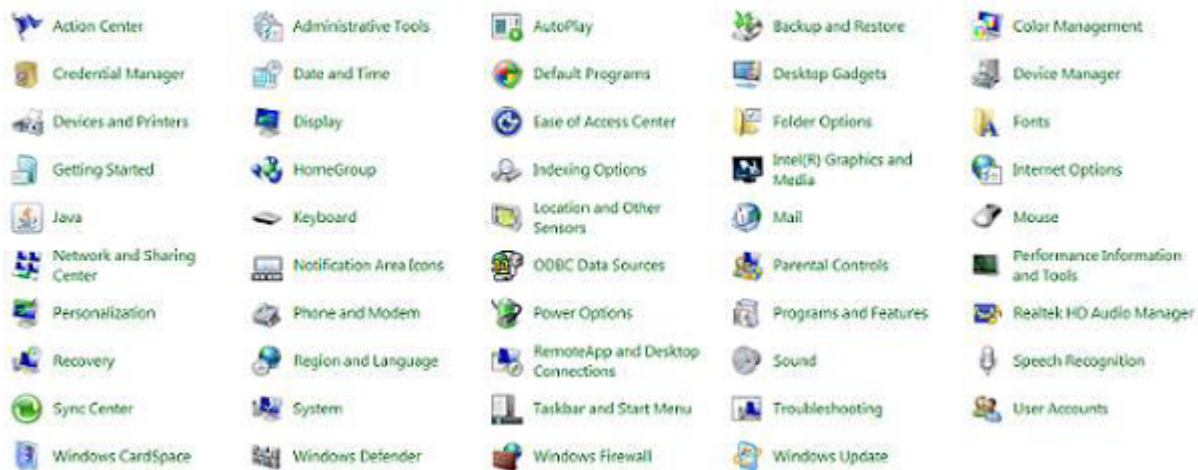 Action Center
Administrative Tools
AutoPlay
Backup and Restore
Color Management
Credential Manager
Date and Time
Default Programs
Desktop Gadgets
Device Manager
Devices and Printers
Display
Ease of Access Center
Folder Options
Fonts
Getting Started
HomeGroup
Indexing Options
Intel(R) Graphics and
Media
Internet Options
Java
Keyboard
Location and Other
Sensors
Mail
Mouse
Network and Sharing
Center
Notification Area Icons
ODBC Data Sources
Parental Controls
Performance Information
and Tools
Personalization
Phone and Modem
Power Options
Programs and Features
Realtek HD Audio Manager
Recovery
Region and Language
RemoteApp and Desktop
Connections
Sound
Speech Recognition
Sync Center
System
Taskbar and Start Menu
Troubleshooting
User Accounts
Windows CardSpace
Windows Defender
Windows Firewall
Windows Update